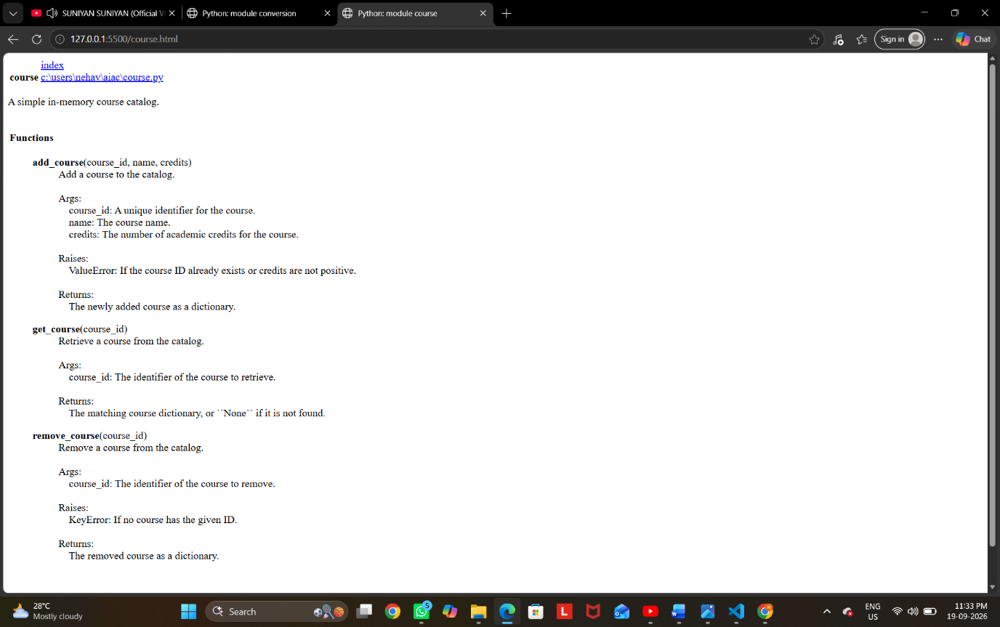 SUNIYAN SUNIYAN (Official Vi
Python: module conversion
Python: module course
127.0.0.1:5500/course.html
Sign in
Chat
index
course c:\users\nehav\aiac\course.py
A simple in-memory course catalog.
Functions
add_course(course_id, name, credits)
Add a course to the catalog.
Args:
course_id: A unique identifier for the course.
name: The course name.
credits: The number of academic credits for the course.
Raises:
ValueError: If the course ID already exists or credits are not positive.
Returns:
The newly added course as a dictionary.
get_course(course_id)
Retrieve a course from the catalog.
Args:
course_id: The identifier of the course to retrieve.
Returns:
The matching course dictionary, or ``None`` if it is not found.
remove_course(course_id)
Remove a course from the catalog.
Args:
course_id: The identifier of the course to remove.
Raises:
KeyError: If no course has the given ID.
Returns:
The removed course as a dictionary.
28°C
Mostly cloudy
Search
5
L
W
N
ENG
US
11:33 PM
19-09-2026